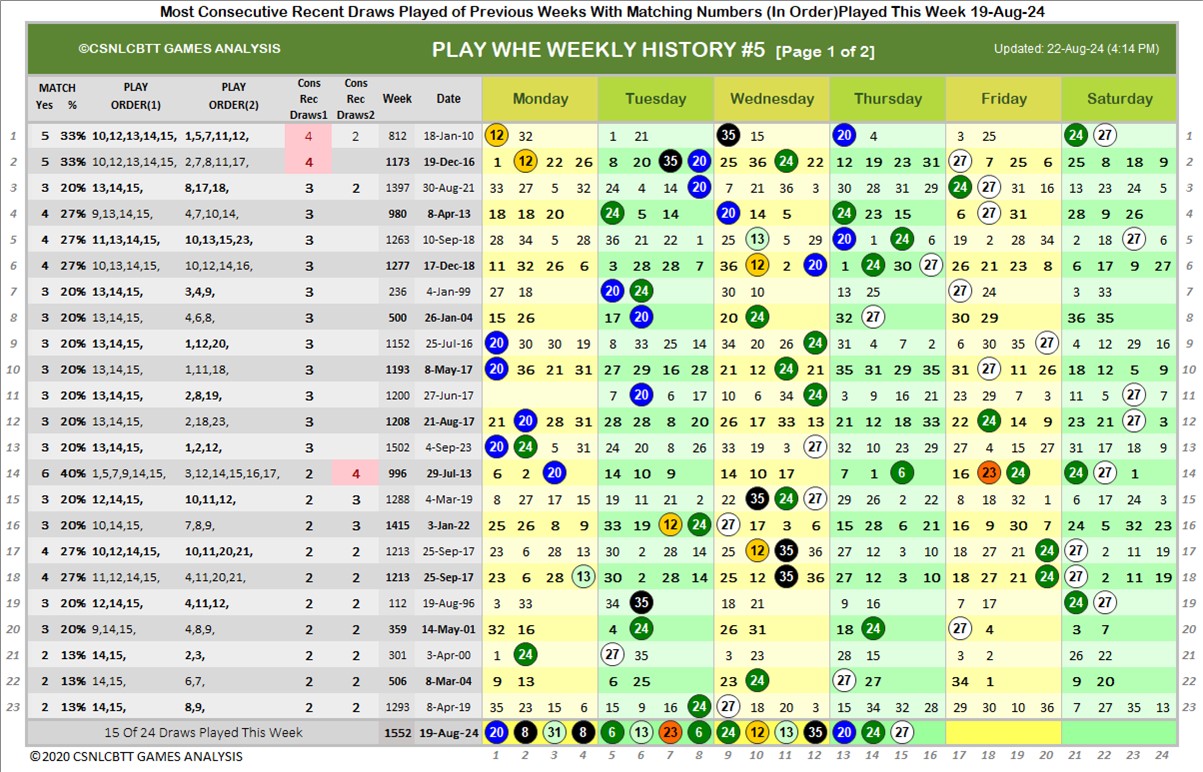 Most Consecutive Recent Draws Played of Previous Weeks With Matching Numbers (In Order)Played This Week 19-Aug-24
©CSNLCBTT GAMES ANALYSIS PLAY WHE WEEKLY HISTORY #5 [Page 1 of 2] Updated: 22-Aug-24 (4:14 PM)
MATCH Yes % PLAY ORDER(1) PLAY ORDER(2) Cons Rec Draws1 Cons Rec Draws2 Week Date Monday Tuesday Wednesday Thursday Friday Saturday
1 5 33% 10,12,13,14,15, 1,5,7,11,12, 4 2 812 18-Jan-10 12 32 1 21 35 15 20 4 3 25 24 27 1
2 5 33% 10,12,13,14,15, 2,7,8,11,17, 4 1173 19-Dec-16 1 12 22 26 8 20 35 20 25 36 24 22 12 19 23 31 27 7 25 6 25 8 18 9 2
3 3 20% 13,14,15, 8,17,18, 3 2 1397 30-Aug-21 33 27 5 32 24 4 14 20 7 21 36 3 30 28 31 29 24 27 31 16 13 23 24 5 3
4 4 27% 9,13,14,15, 4,7,10,14, 3 980 8-Apr-13 18 18 20 24 5 14 20 14 5 24 23 15 6 27 31 28 9 26 4
5 4 27% 11,13,14,15, 10,13,15,23, 3 1263 10-Sep-18 28 34 5 28 36 21 22 1 25 13 5 29 20 1 24 6 19 2 28 34 2 18 27 6 5
6 4 27% 10,13,14,15, 10,12,14,16, 3 1277 17-Dec-18 11 32 26 6 3 28 28 7 36 12 2 20 1 24 30 27 26 21 23 8 6 17 9 27 6
7 3 20% 13,14,15, 3,4,9, 3 236 4-Jan-99 27 18 20 24 30 10 13 25 27 24 3 33 7
8 3 20% 13,14,15, 4,6,8, 3 500 26-Jan-04 15 26 17 20 20 24 32 27 30 29 36 35 8
9 3 20% 13,14,15, 1,12,20, 3 1152 25-Jul-16 20 30 30 19 8 33 25 14 34 20 26 24 31 4 7 2 6 30 35 27 4 12 29 16 9
10 3 20% 13,14,15, 1,11,18, 3 1193 8-May-17 20 36 21 31 27 29 16 28 21 12 24 21 35 31 29 35 31 27 11 26 18 12 5 9 10
11 3 20% 13,14,15, 2,8,19, 3 1200 27-Jun-17 7 20 6 17 10 6 34 24 3 9 16 21 23 29 7 3 11 5 27 7 11
12 3 20% 13,14,15, 2,18,23, 3 1208 21-Aug-17 21 20 28 31 28 28 8 20 26 17 33 13 21 12 18 33 22 24 14 9 23 21 27 3 12
13 3 20% 13,14,15, 1,2,12, 3 1502 4-Sep-23 20 24 5 31 24 20 8 26 33 19 9 27 32 10 23 29 27 4 15 27 31 17 18 9 13
14 6 40% 1,5,7,9,14,15, 3,12,14,15,16,17, 2 4 996 29-Jul-13 6 2 20 14 10 9 14 10 17 7 1 6 16 23 24 24 27 1 14
15 3 20% 12,14,15, 10,11,12, 2 3 1288 4-Mar-19 8 27 17 15 19 11 21 2 22 35 24 27 29 26 2 22 8 18 32 1 6 17 24 3 15
16 3 20% 10,14,15, 7,8,9, 2 3 1415 3-Jan-22 25 26 8 9 33 19 12 24 27 17 3 6 15 28 6 21 16 9 30 7 24 5 32 23 16
17 4 27% 10,12,14,15, 10,11,20,21, 2 2 1213 25-Sep-17 23 6 28 13 30 2 28 14 25 12 35 36 27 12 3 10 18 27 21 24 27 2 11 19 17
18 4 27% 11,12,14,15, 4,11,20,21, 2 2 1213 25-Sep-17 23 6 28 13 30 2 28 14 25 12 35 36 27 12 3 10 18 27 21 24 27 2 11 19 18
19 3 20% 12,14,15, 4,11,12, 2 2 112 19-Aug-96 3 33 34 35 18 21 9 16 7 17 24 27 19
20 3 20% 9,14,15, 4,8,9, 2 2 359 14-May-01 32 16 4 24 26 31 18 24 27 4 3 7 20
21 2 13% 14,15, 2,3, 2 2 301 3-Apr-00 1 24 27 35 3 23 28 15 3 2 26 22 21
22 2 13% 14,15, 6,7, 2 2 506 8-Mar-04 9 13 6 25 23 24 27 27 34 1 9 20 22
23 2 13% 14,15, 8,9, 2 2 1293 8-Apr-19 35 23 15 6 15 9 16 24 27 18 20 3 15 34 32 28 29 30 10 36 7 27 35 13 23
15 Of 24 Draws Played This Week 1552 19-Aug-24 20 8 31 8 6 13 23 6 24 12 13 35 20 24 27
©2020 CSNLCBTT GAMES ANALYSIS 1 2 3 4 5 6 7 8 9 10 11 12 13 14 15 16 17 18 19 20 21 22 23 24